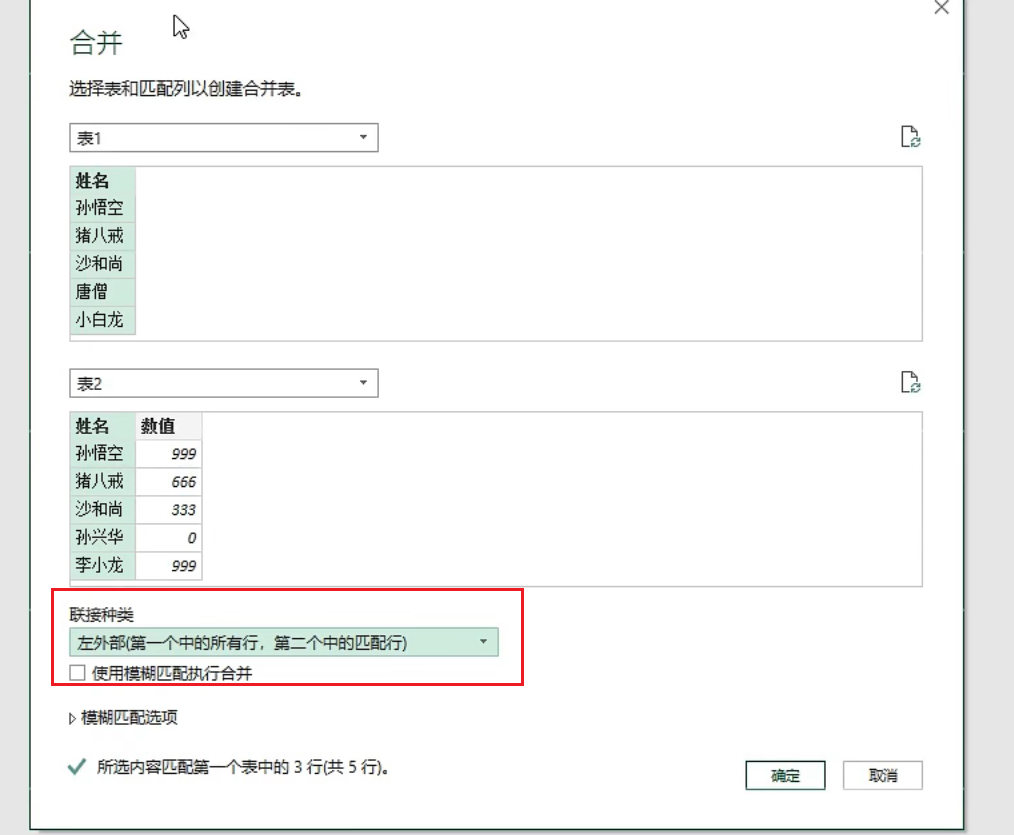 合并
选择表和匹配列以创建合并表。
表1
姓名
孙悟空
猪八戒
沙和尚
唐僧
小白龙
表2
姓名 数值
孙悟空 999
猪八戒 666
沙和尚 333
孙兴华 0
李小龙 999
联接种类
左外部(第一个中的所有行，第二个中的匹配行)
使用模糊匹配执行合并
模糊匹配选项
所选内容匹配第一个表中的 3 行(共 5 行)。
确定 取消